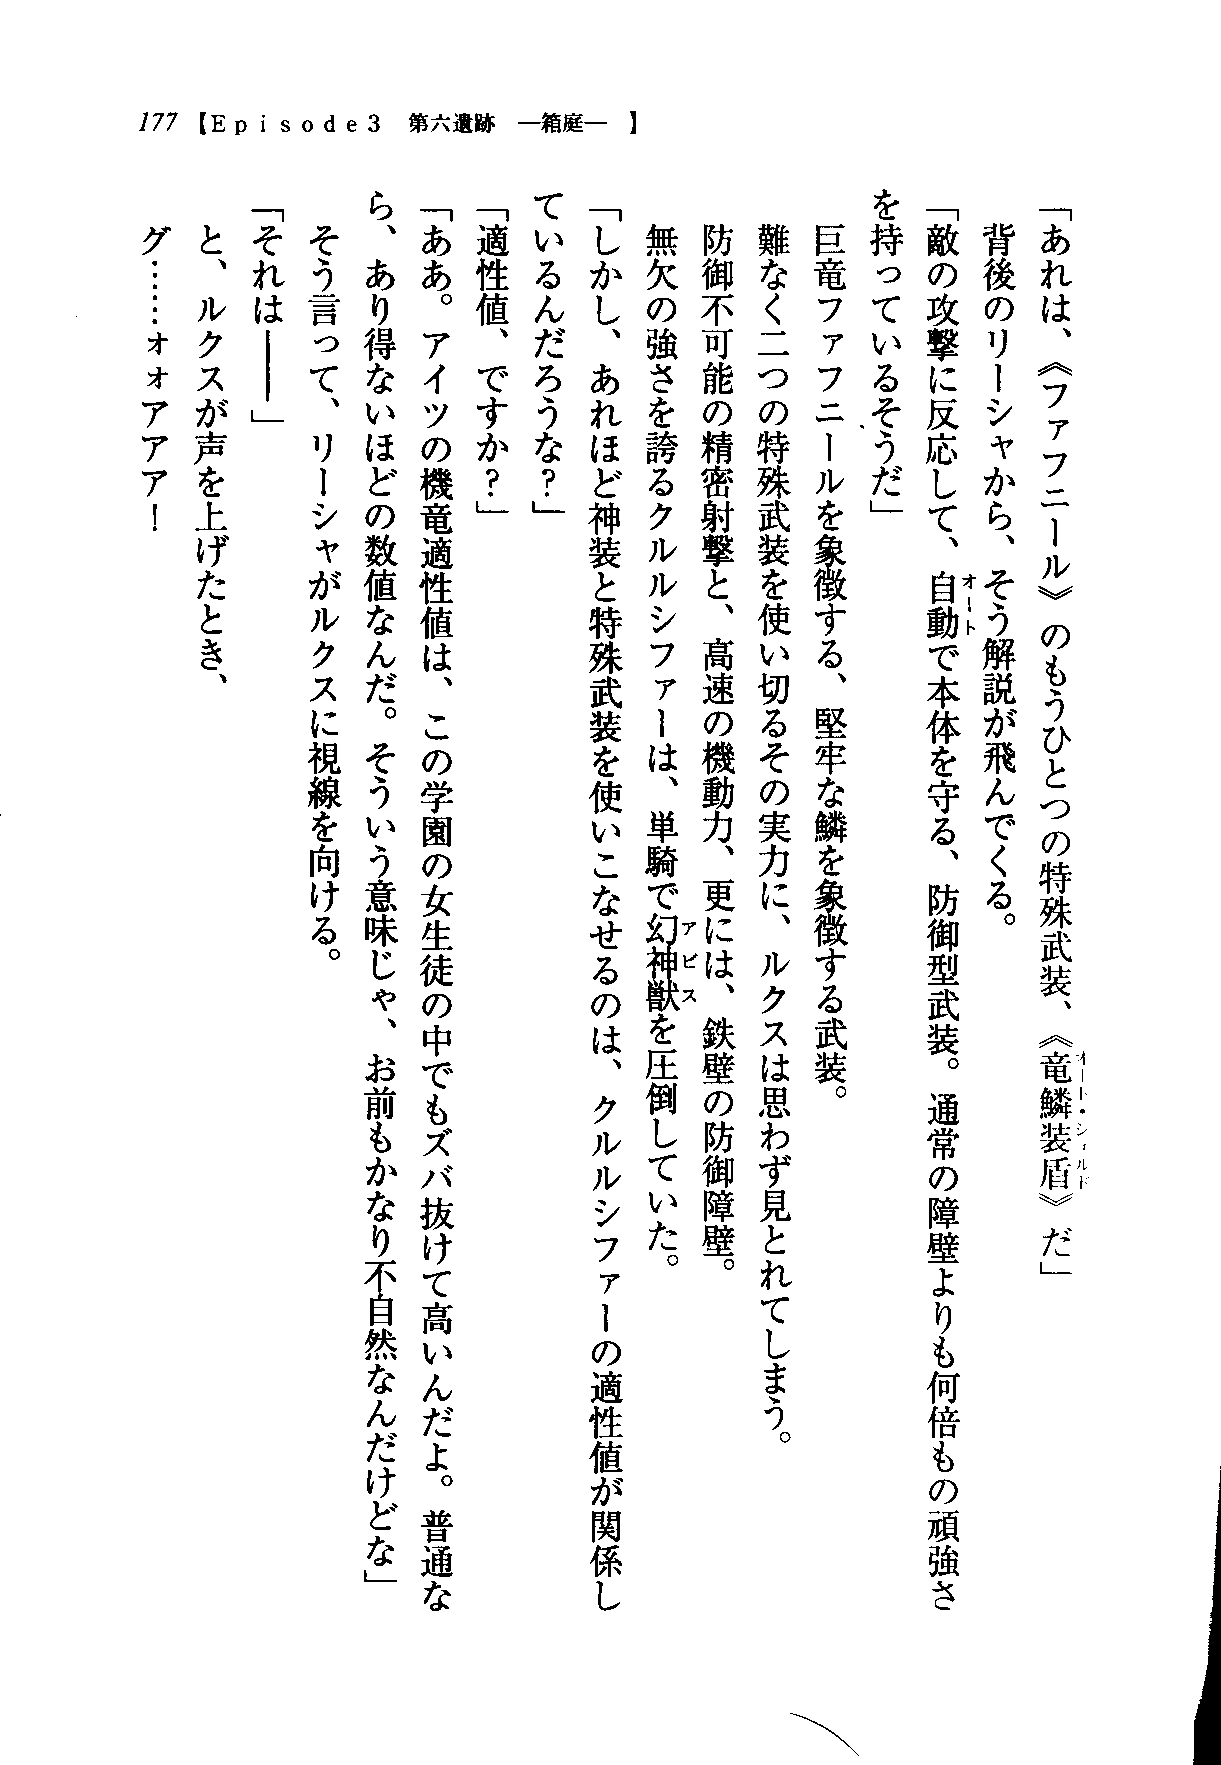 177 【Episode3　第六遺跡　―箱庭―　】
「あれは、《ファフニール》のもうひとつの特殊武装、《竜鱗装盾》だ」
オート・シェルド
背後のリーシャから、そう解説が飛んでくる。
「敵の攻撃に反応して、自動で本体を守る、防御型武装。通常の障壁よりも何倍もの頑強さ
オート
を持っているそうだ」
巨竜ファフニールを象徴する、堅牢な鱗を象徴する武装。
難なく二つの特殊武装を使い切るその実力に、ルクスは思わず見とれてしまう。
防御不可能の精密射撃と、高速の機動力、更には、鉄壁の防御障壁。
無欠の強さを誇るクルルシファーは、単騎で幻神獣を圧倒していた。
アビス
「しかし、あれほど神装と特殊武装を使いこなせるのは、クルルシファーの適性値が関係し
ているんだろうな？」
「適性値、ですか？」
「ああ。アイツの機竜適性値は、この学園の女生徒の中でもズバ抜けて高いんだよ。普通な
ら、あり得ないほどの数値なんだ。そういう意味じゃ、お前もかなり不自然なんだけどな」
そう言って、リーシャがルクスに視線を向ける。
「それは――」
と、ルクスが声を上げたとき、
グ……ォォアアア！